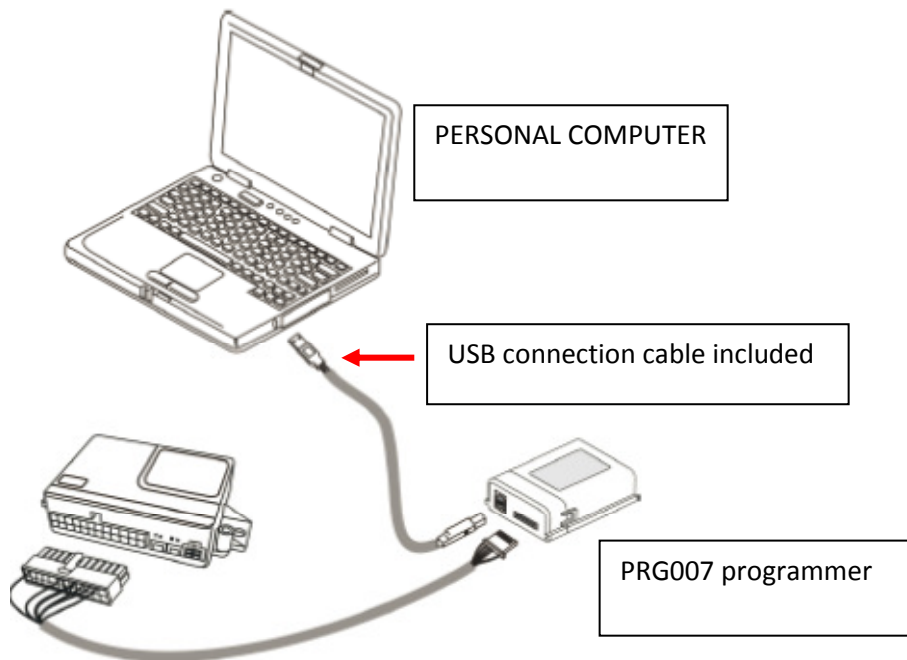 PERSONAL COMPUTER
USB connection cable included
PRG007 programmer